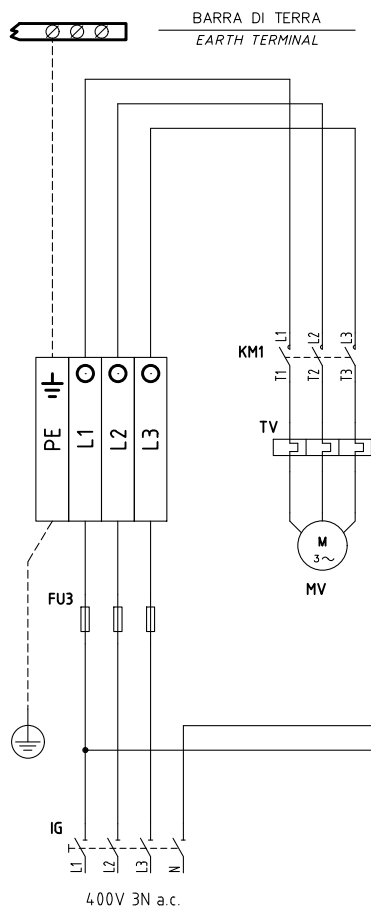 BARRA DI TERRA
EARTH TERMINAL
KM1
L1
L2
L3
T1
T2
T3
PE
L1
L2
L3
TV
M
3~
MV
FU3
IG
L1
L2
L3
N
400V 3N a.c.